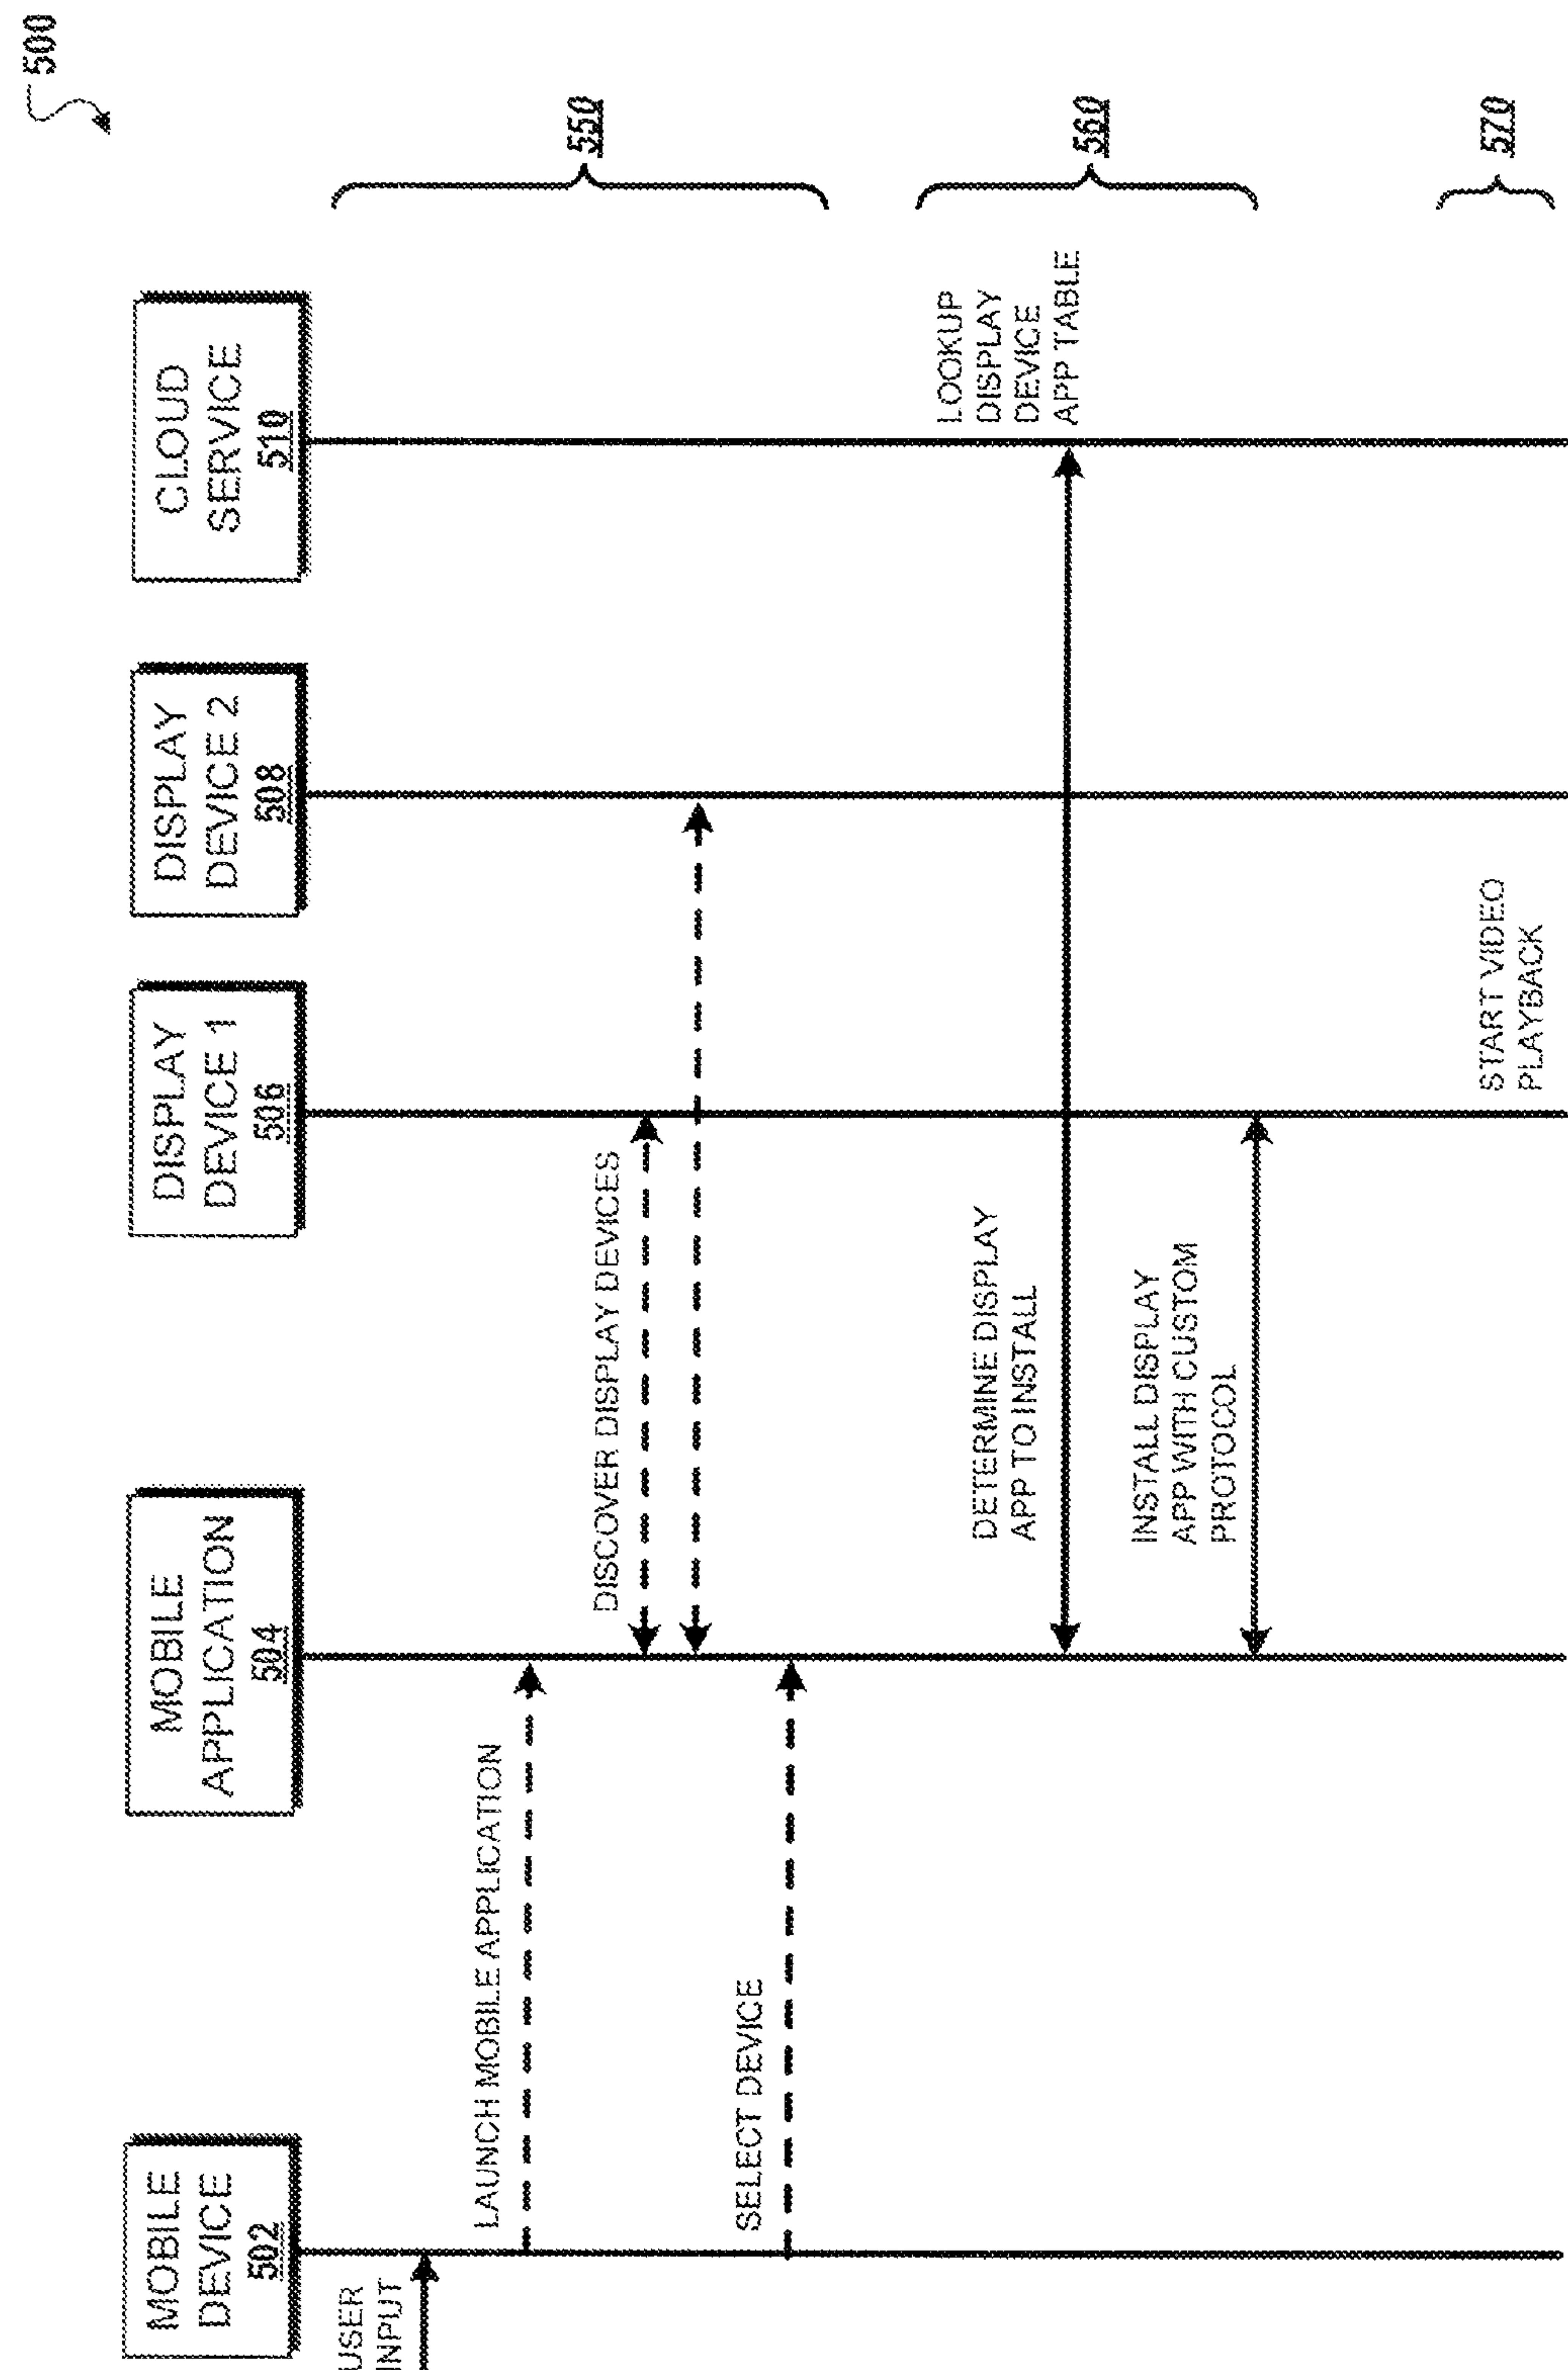 500
MOBILE
DEVICE
502
MOBILE
APPLICATION
504
DISPLAY
DEVICE 1
506
DISPLAY
DEVICE 2
508
CLOUD
SERVICE
510
USER
INPUT
LAUNCH MOBILE APPLICATION
DISCOVER DISPLAY DEVICES
SELECT DEVICE
550
DETERMINE DISPLAY
APP TO INSTALL
LOOKUP
DISPLAY
DEVICE
APP TABLE
INSTALL DISPLAY
APP WITH CUSTOM
PROTOCOL
560
START VIDEO
PLAYBACK
570